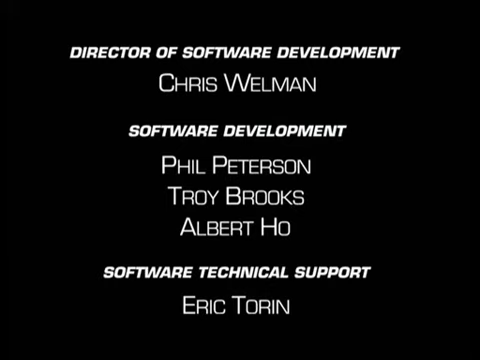 DIRECTOR OF SOFTWARE DEVELOPMENT
CHRIS WELMAN
SOFTWARE DEVELOPMENT
PHIL PETERSON
TROY BROOKS
ALBERT HO
SOFTWARE TECHNICAL SUPPORT
ERIC TORIN